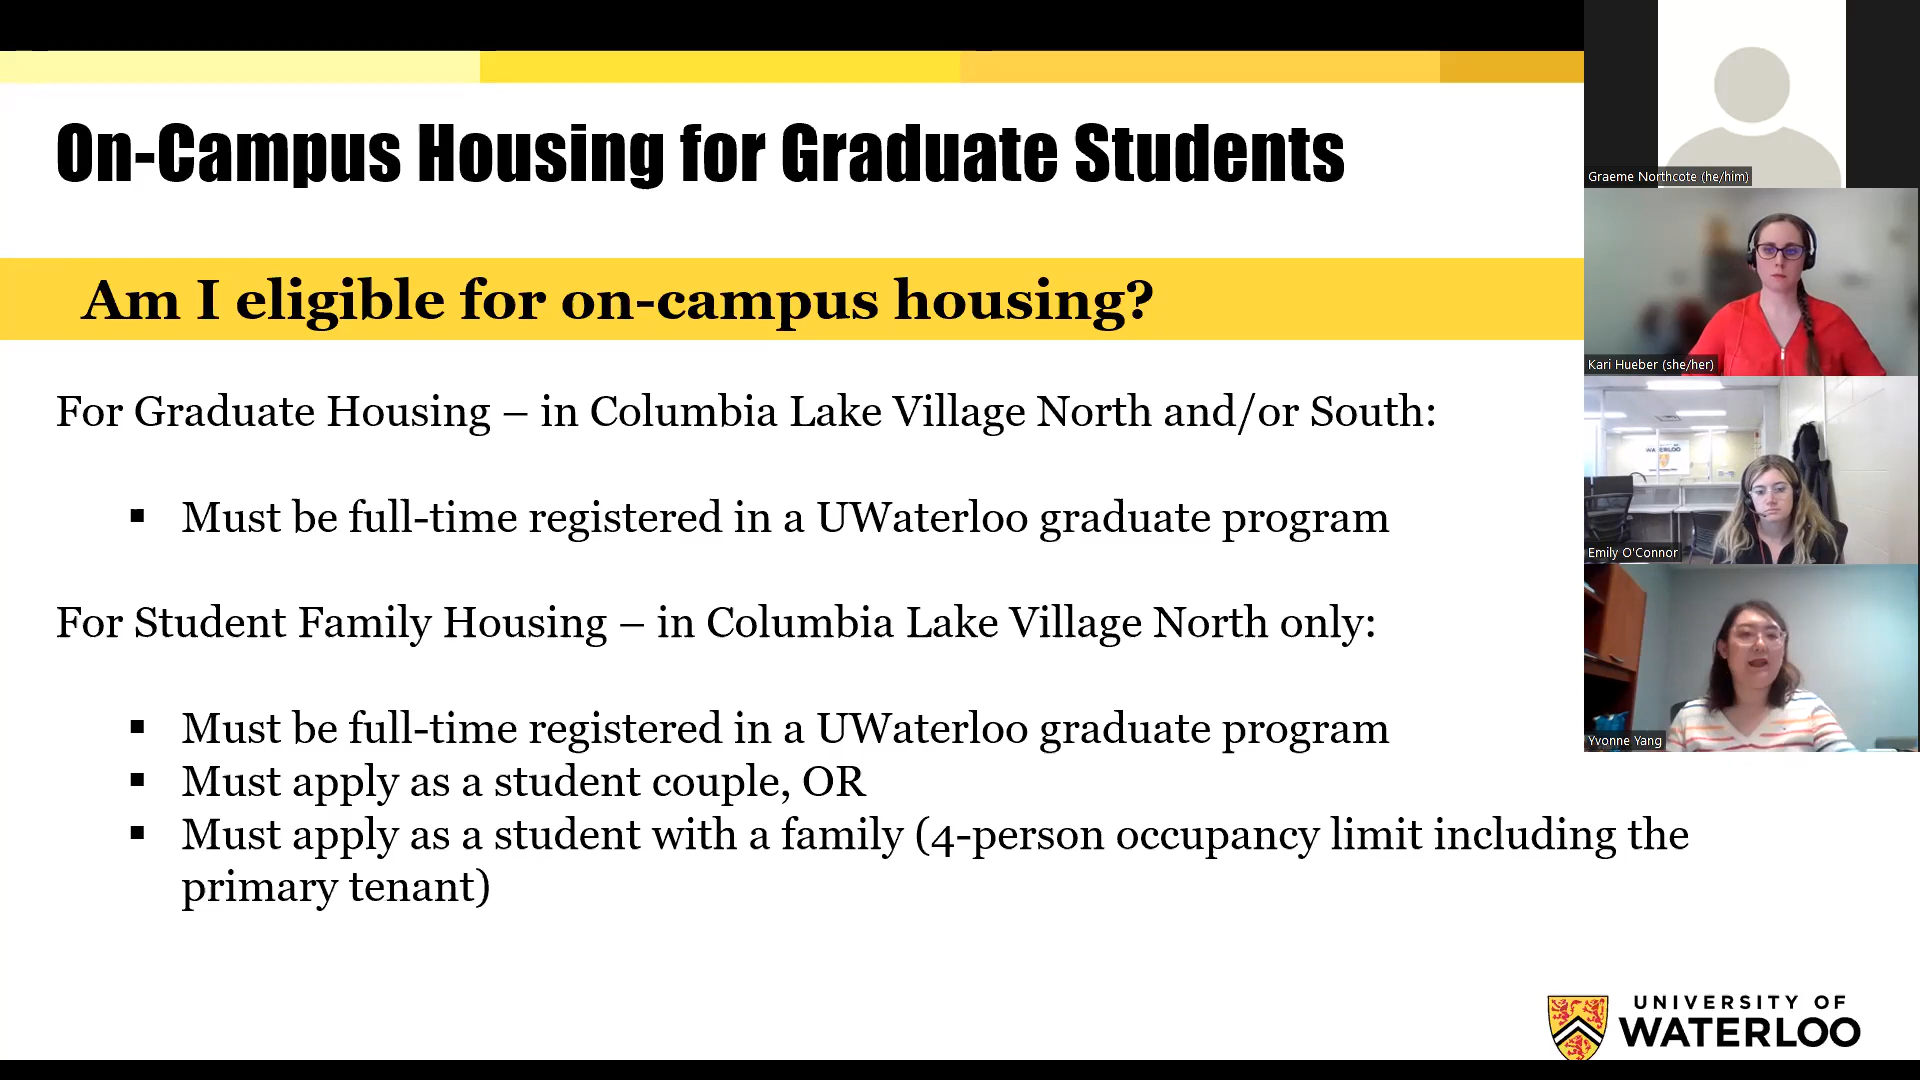 On-Campus Housing for Graduate Students
Am I eligible for on-campus housing?
For Graduate Housing – in Columbia Lake Village North and/or South:
▪ Must be full-time registered in a UWaterloo graduate program
For Student Family Housing – in Columbia Lake Village North only:
▪ Must be full-time registered in a UWaterloo graduate program
▪ Must apply as a student couple, OR
▪ Must apply as a student with a family (4-person occupancy limit including the
primary tenant)
Graeme Northcote (he/him)
Kari Hueber (she/her)
WATERLOO
Emily O'Connor
Yvonne Yang
UNIVERSITY OF
WATERLOO